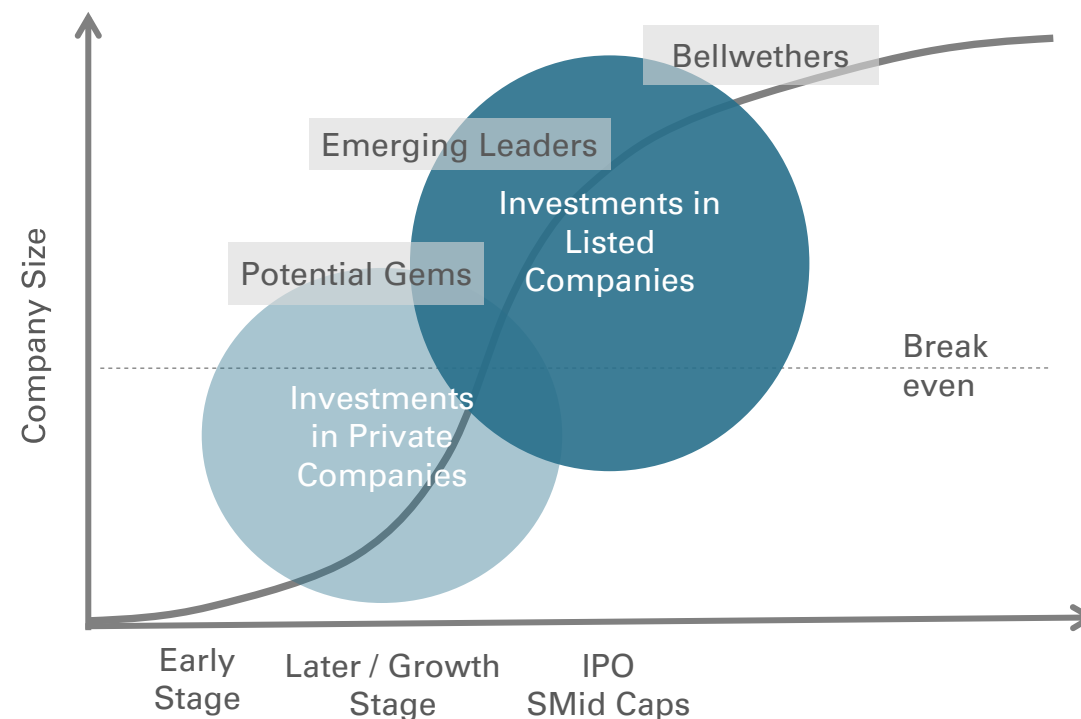 Bellwethers
Emerging Leaders
Investments in
Listed
Companies
Potential Gems
Company Size
Break
even
Investments
in Private
Companies
Early
Stage
Later / Growth
Stage
IPO
SMid Caps